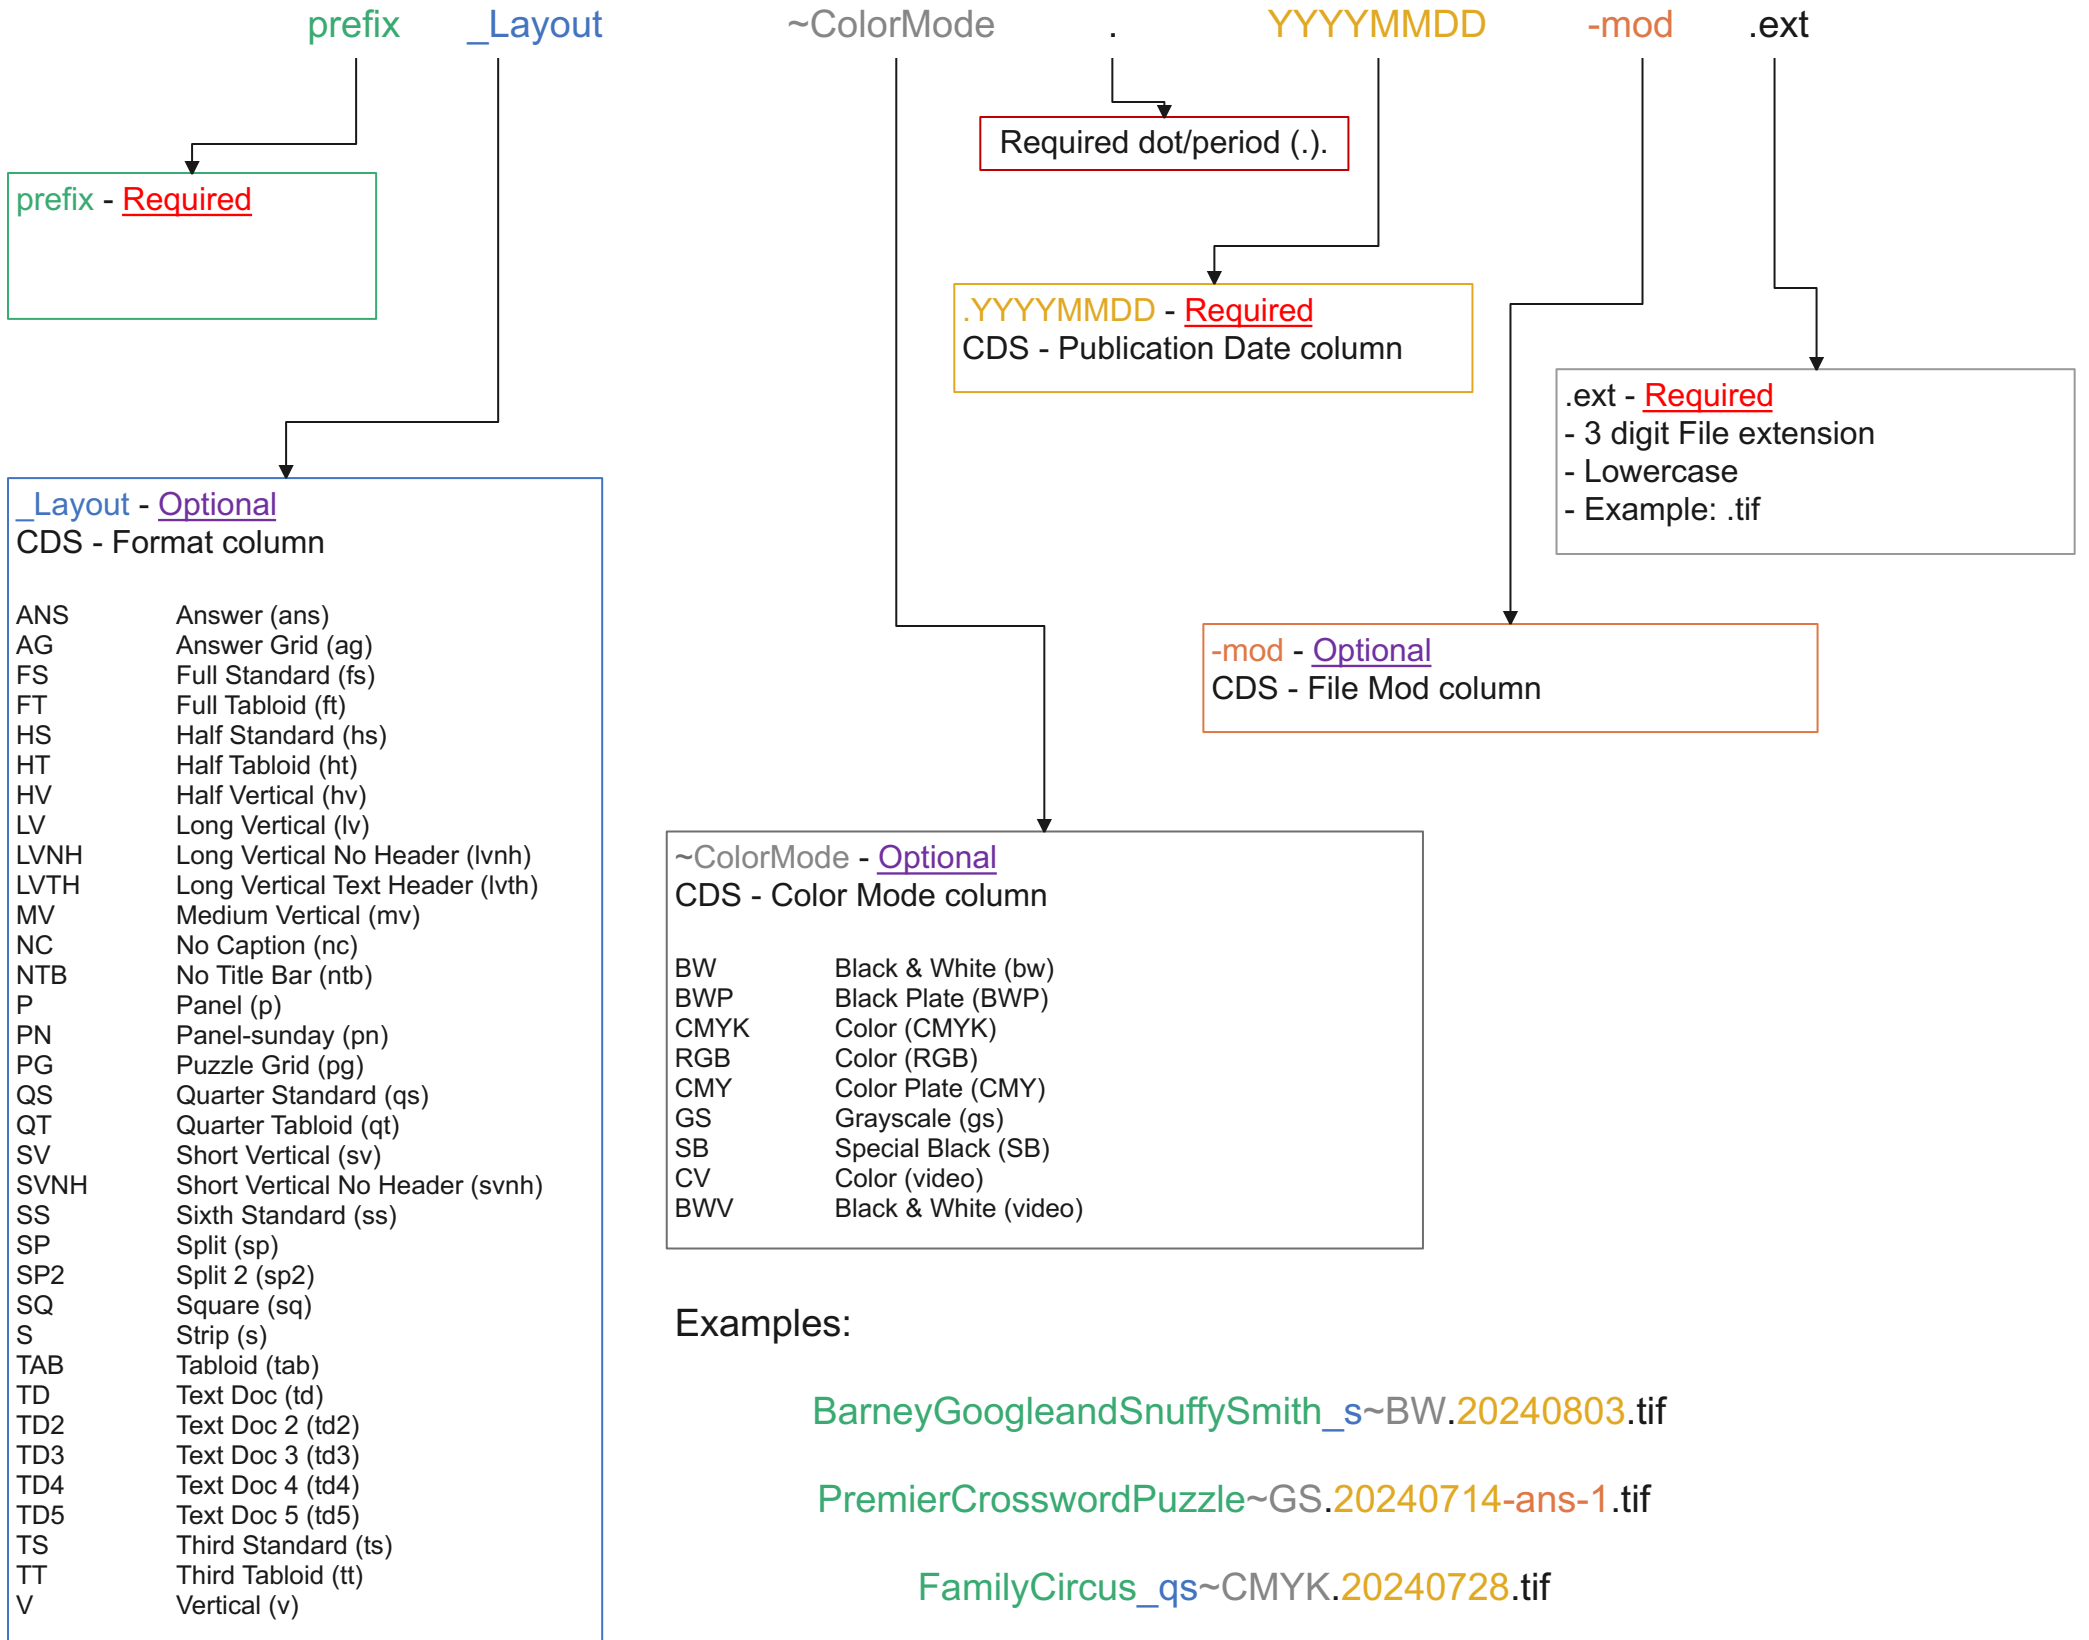 prefix _Layout ~ColorMode . YYYYMMDD -mod .ext
Required dot/period (.).
prefix - Required
.YYYYMMDD - Required
CDS - Publication Date column
.ext - Required
- 3 digit File extension
- Lowercase
- Example: .tif
_Layout - Optional
CDS - Format column
ANS Answer (ans)
AG Answer Grid (ag)
FS Full Standard (fs)
FT Full Tabloid (ft)
HS Half Standard (hs)
HT Half Tabloid (ht)
HV Half Vertical (hv)
LV Long Vertical (lv)
LVNH Long Vertical No Header (lvnh)
LVTH Long Vertical Text Header (lvth)
MV Medium Vertical (mv)
NC No Caption (nc)
NTB No Title Bar (ntb)
P Panel (p)
PN Panel-sunday (pn)
PG Puzzle Grid (pg)
QS Quarter Standard (qs)
QT Quarter Tabloid (qt)
SV Short Vertical (sv)
SVNH Short Vertical No Header (svnh)
SS Sixth Standard (ss)
SP Split (sp)
SP2 Split 2 (sp2)
SQ Square (sq)
S Strip (s)
TAB Tabloid (tab)
TD Text Doc (td)
TD2 Text Doc 2 (td2)
TD3 Text Doc 3 (td3)
TD4 Text Doc 4 (td4)
TD5 Text Doc 5 (td5)
TS Third Standard (ts)
TT Third Tabloid (tt)
V Vertical (v)
-mod - Optional
CDS - File Mod column
~ColorMode - Optional
CDS - Color Mode column
BW Black & White (bw)
BWP Black Plate (BWP)
CMYK Color (CMYK)
RGB Color (RGB)
CMY Color Plate (CMY)
GS Grayscale (gs)
SB Special Black (SB)
CV Color (video)
BWV Black & White (video)
Examples:
BarneyGoogleandSnuffySmith_s~BW.20240803.tif
PremierCrosswordPuzzle~GS.20240714-ans-1.tif
FamilyCircus_qs~CMYK.20240728.tif